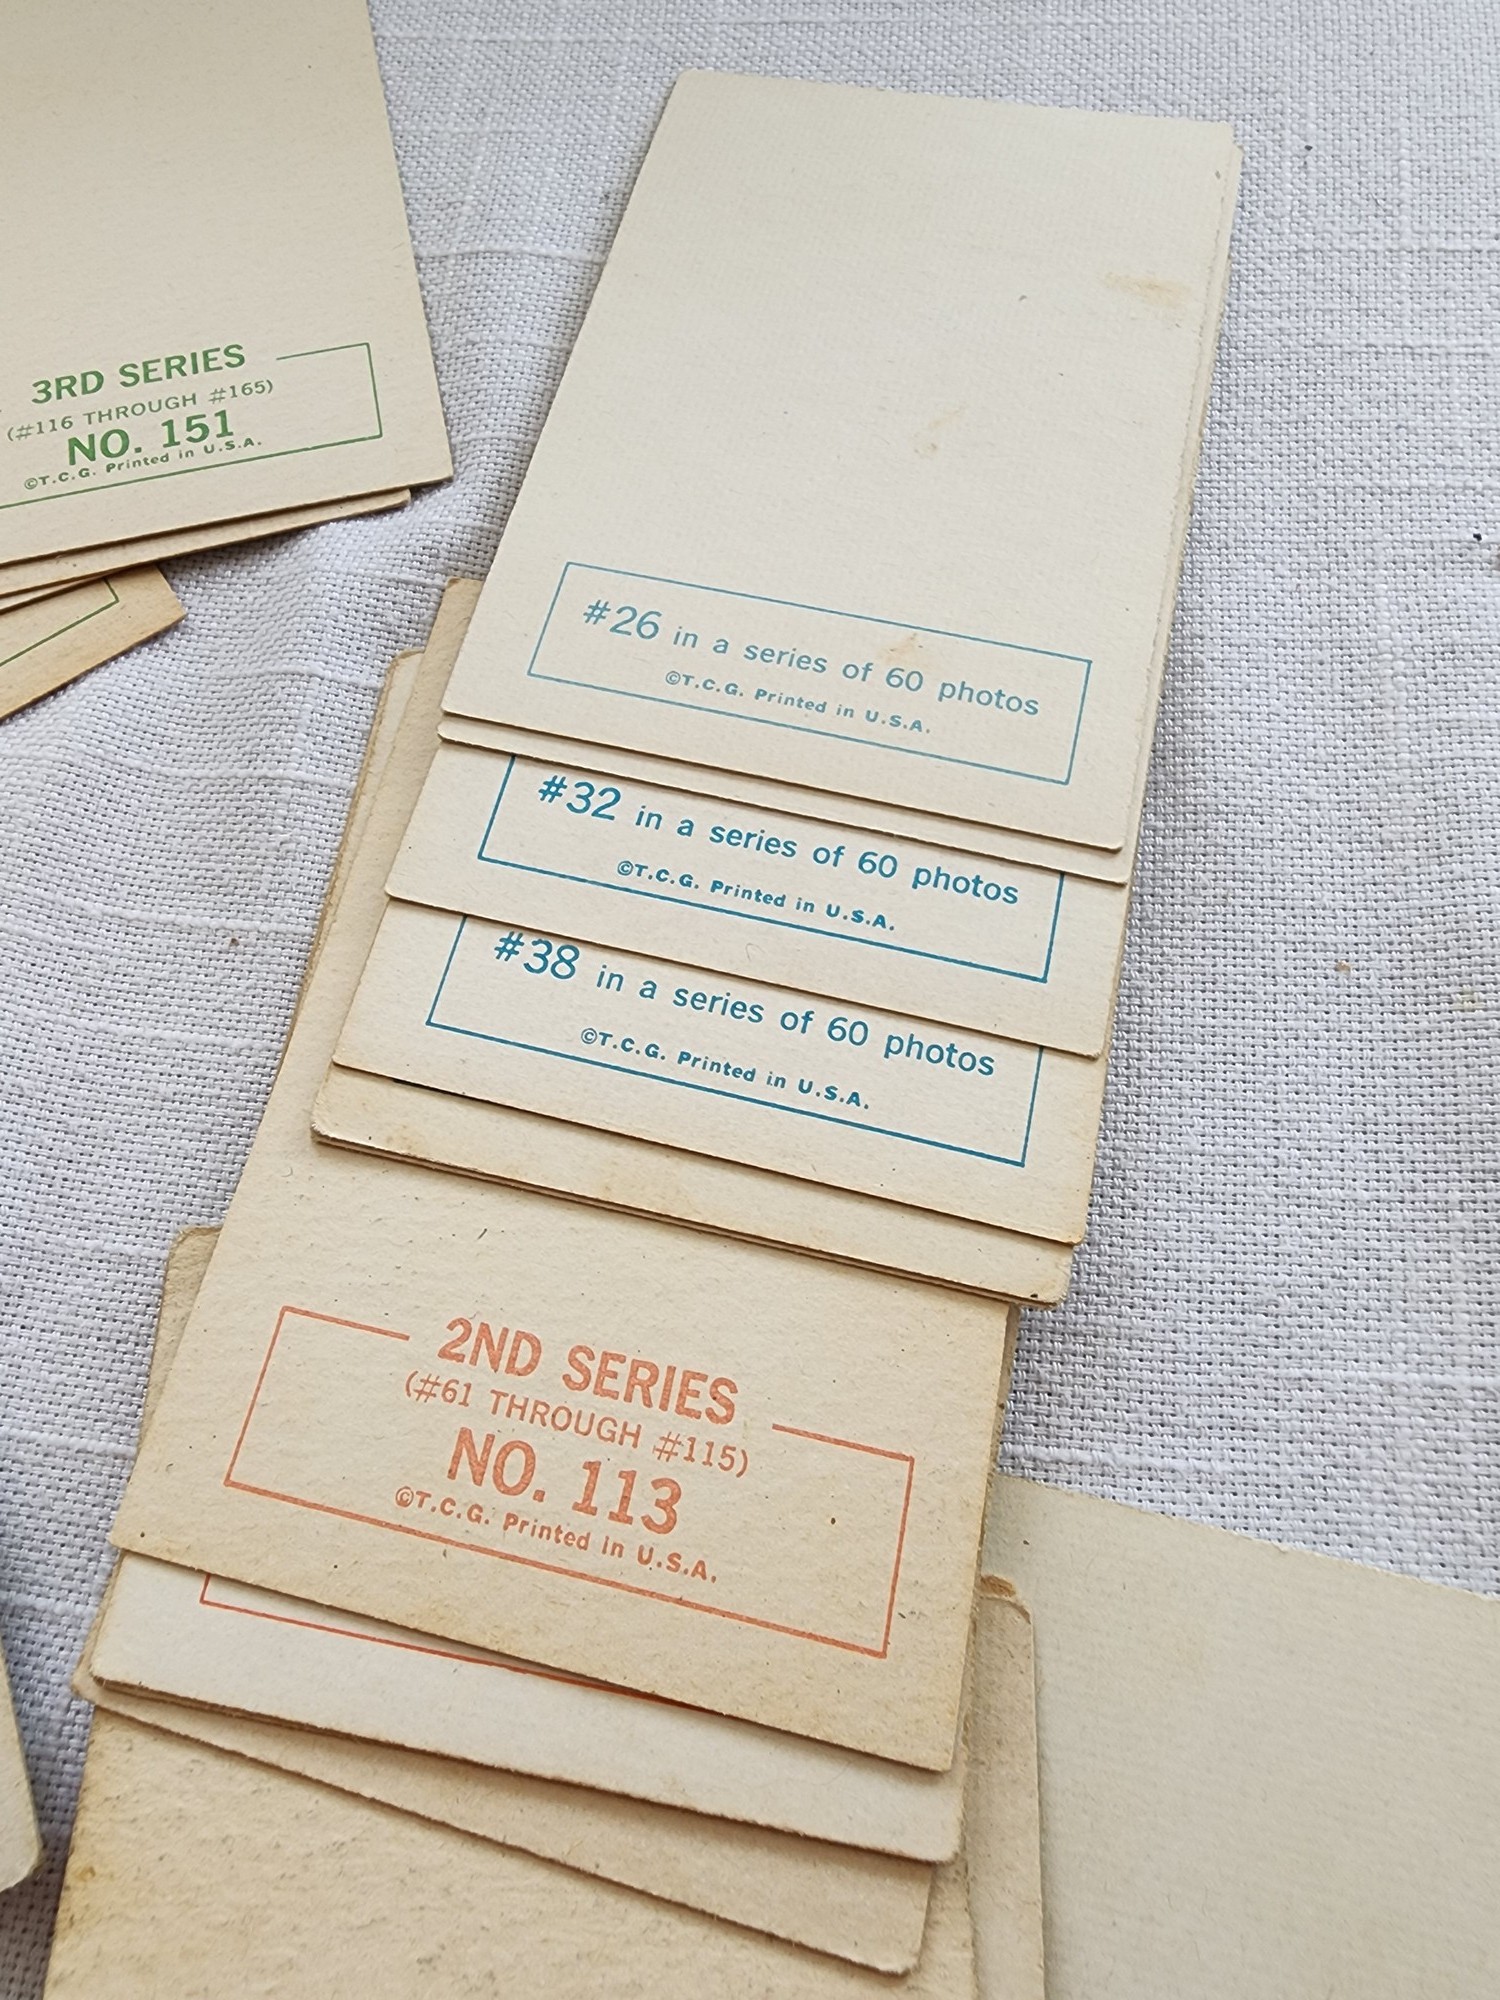 3RD SERIES
(#116 THROUGH #165)
NO. 151
©T.C.G. Printed in U.S.A.
#26 in a series of 60 photos
©T.C.G. Printed in U.S.A.
#32 in a series of 60 photos
©T.C.G. Printed in U.S.A.
#38 in a series of 60 photos
©T.C.G. Printed in U.S.A.
2ND SERIES
(#61 THROUGH #115)
NO. 113
©T.C.G. Printed in U.S.A.